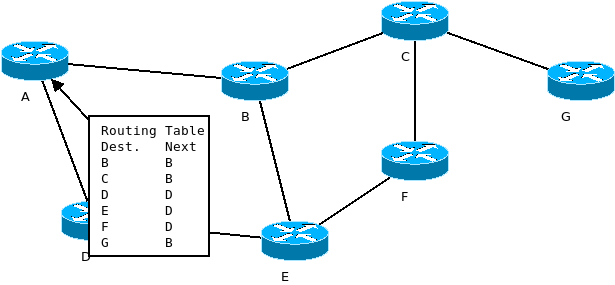 C
A
B
G
Routing Table
Dest. Next
B B
C B
D D
E D
F D
G B
F
D
E